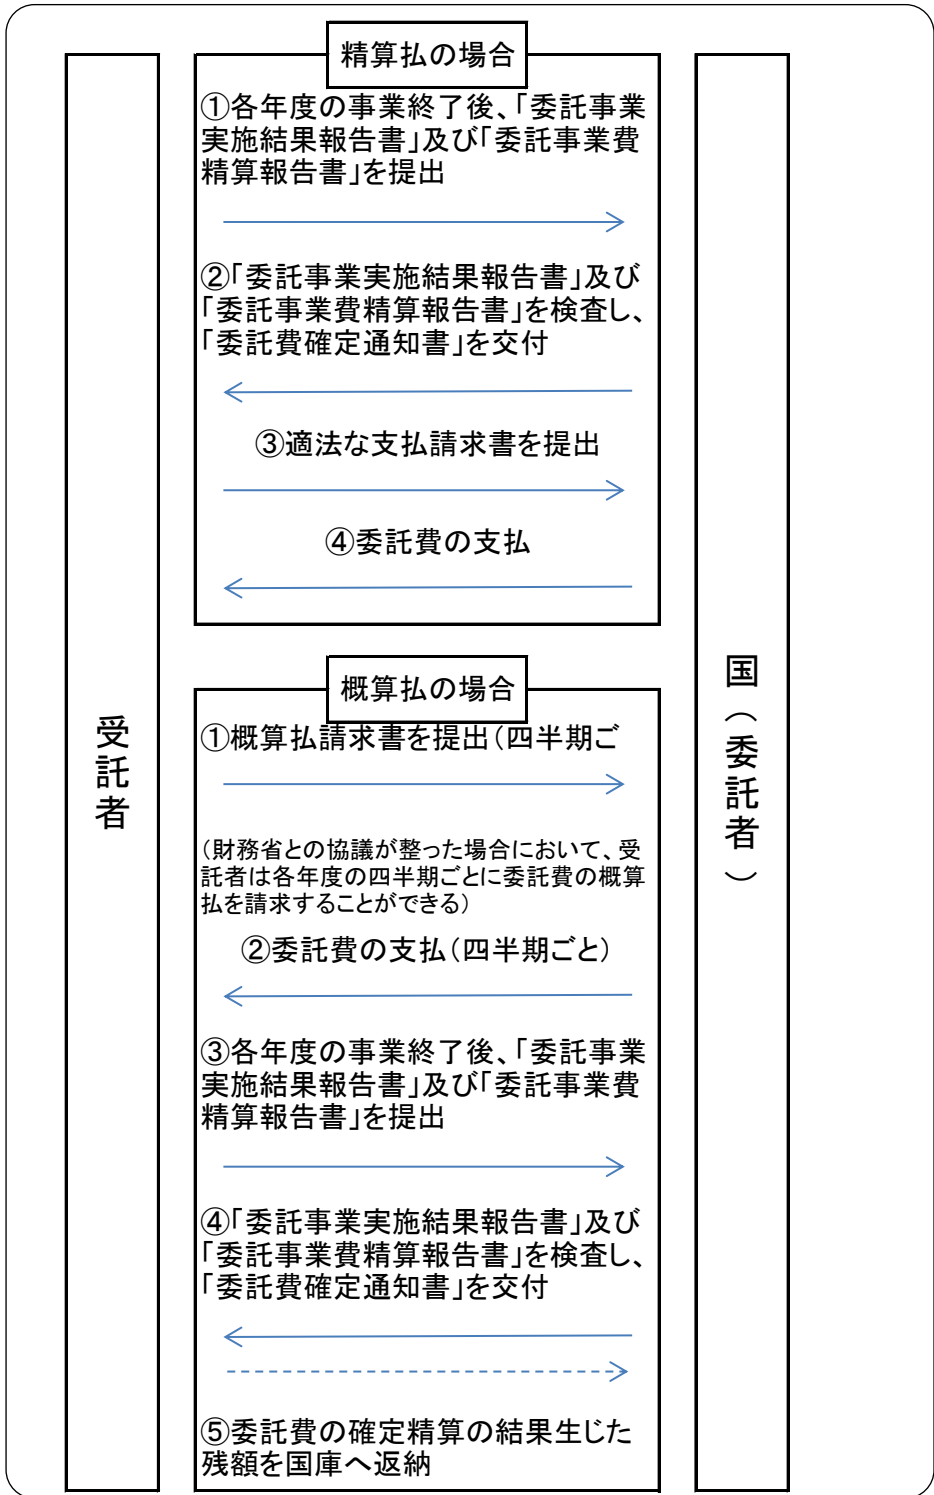 精算払の場合
①各年度の事業終了後、「委託事業
実施結果報告書」及び「委託事業費
精算報告書」を提出
②「委託事業実施結果報告書」及び
「委託事業費精算報告書」を検査し、
「委託費確定通知書」を交付
③適法な支払請求書を提出
④委託費の支払
受託者
国（委託者）
概算払の場合
①概算払請求書を提出（四半期ご
（財務省との協議が整った場合において、受
託者は各年度の四半期ごとに委託費の概算
払を請求することができる）
②委託費の支払（四半期ごと）
③各年度の事業終了後、「委託事業
実施結果報告書」及び「委託事業費
精算報告書」を提出
④「委託事業実施結果報告書」及び
「委託事業費精算報告書」を検査し、
「委託費確定通知書」を交付
⑤委託費の確定精算の結果生じた
残額を国庫へ返納